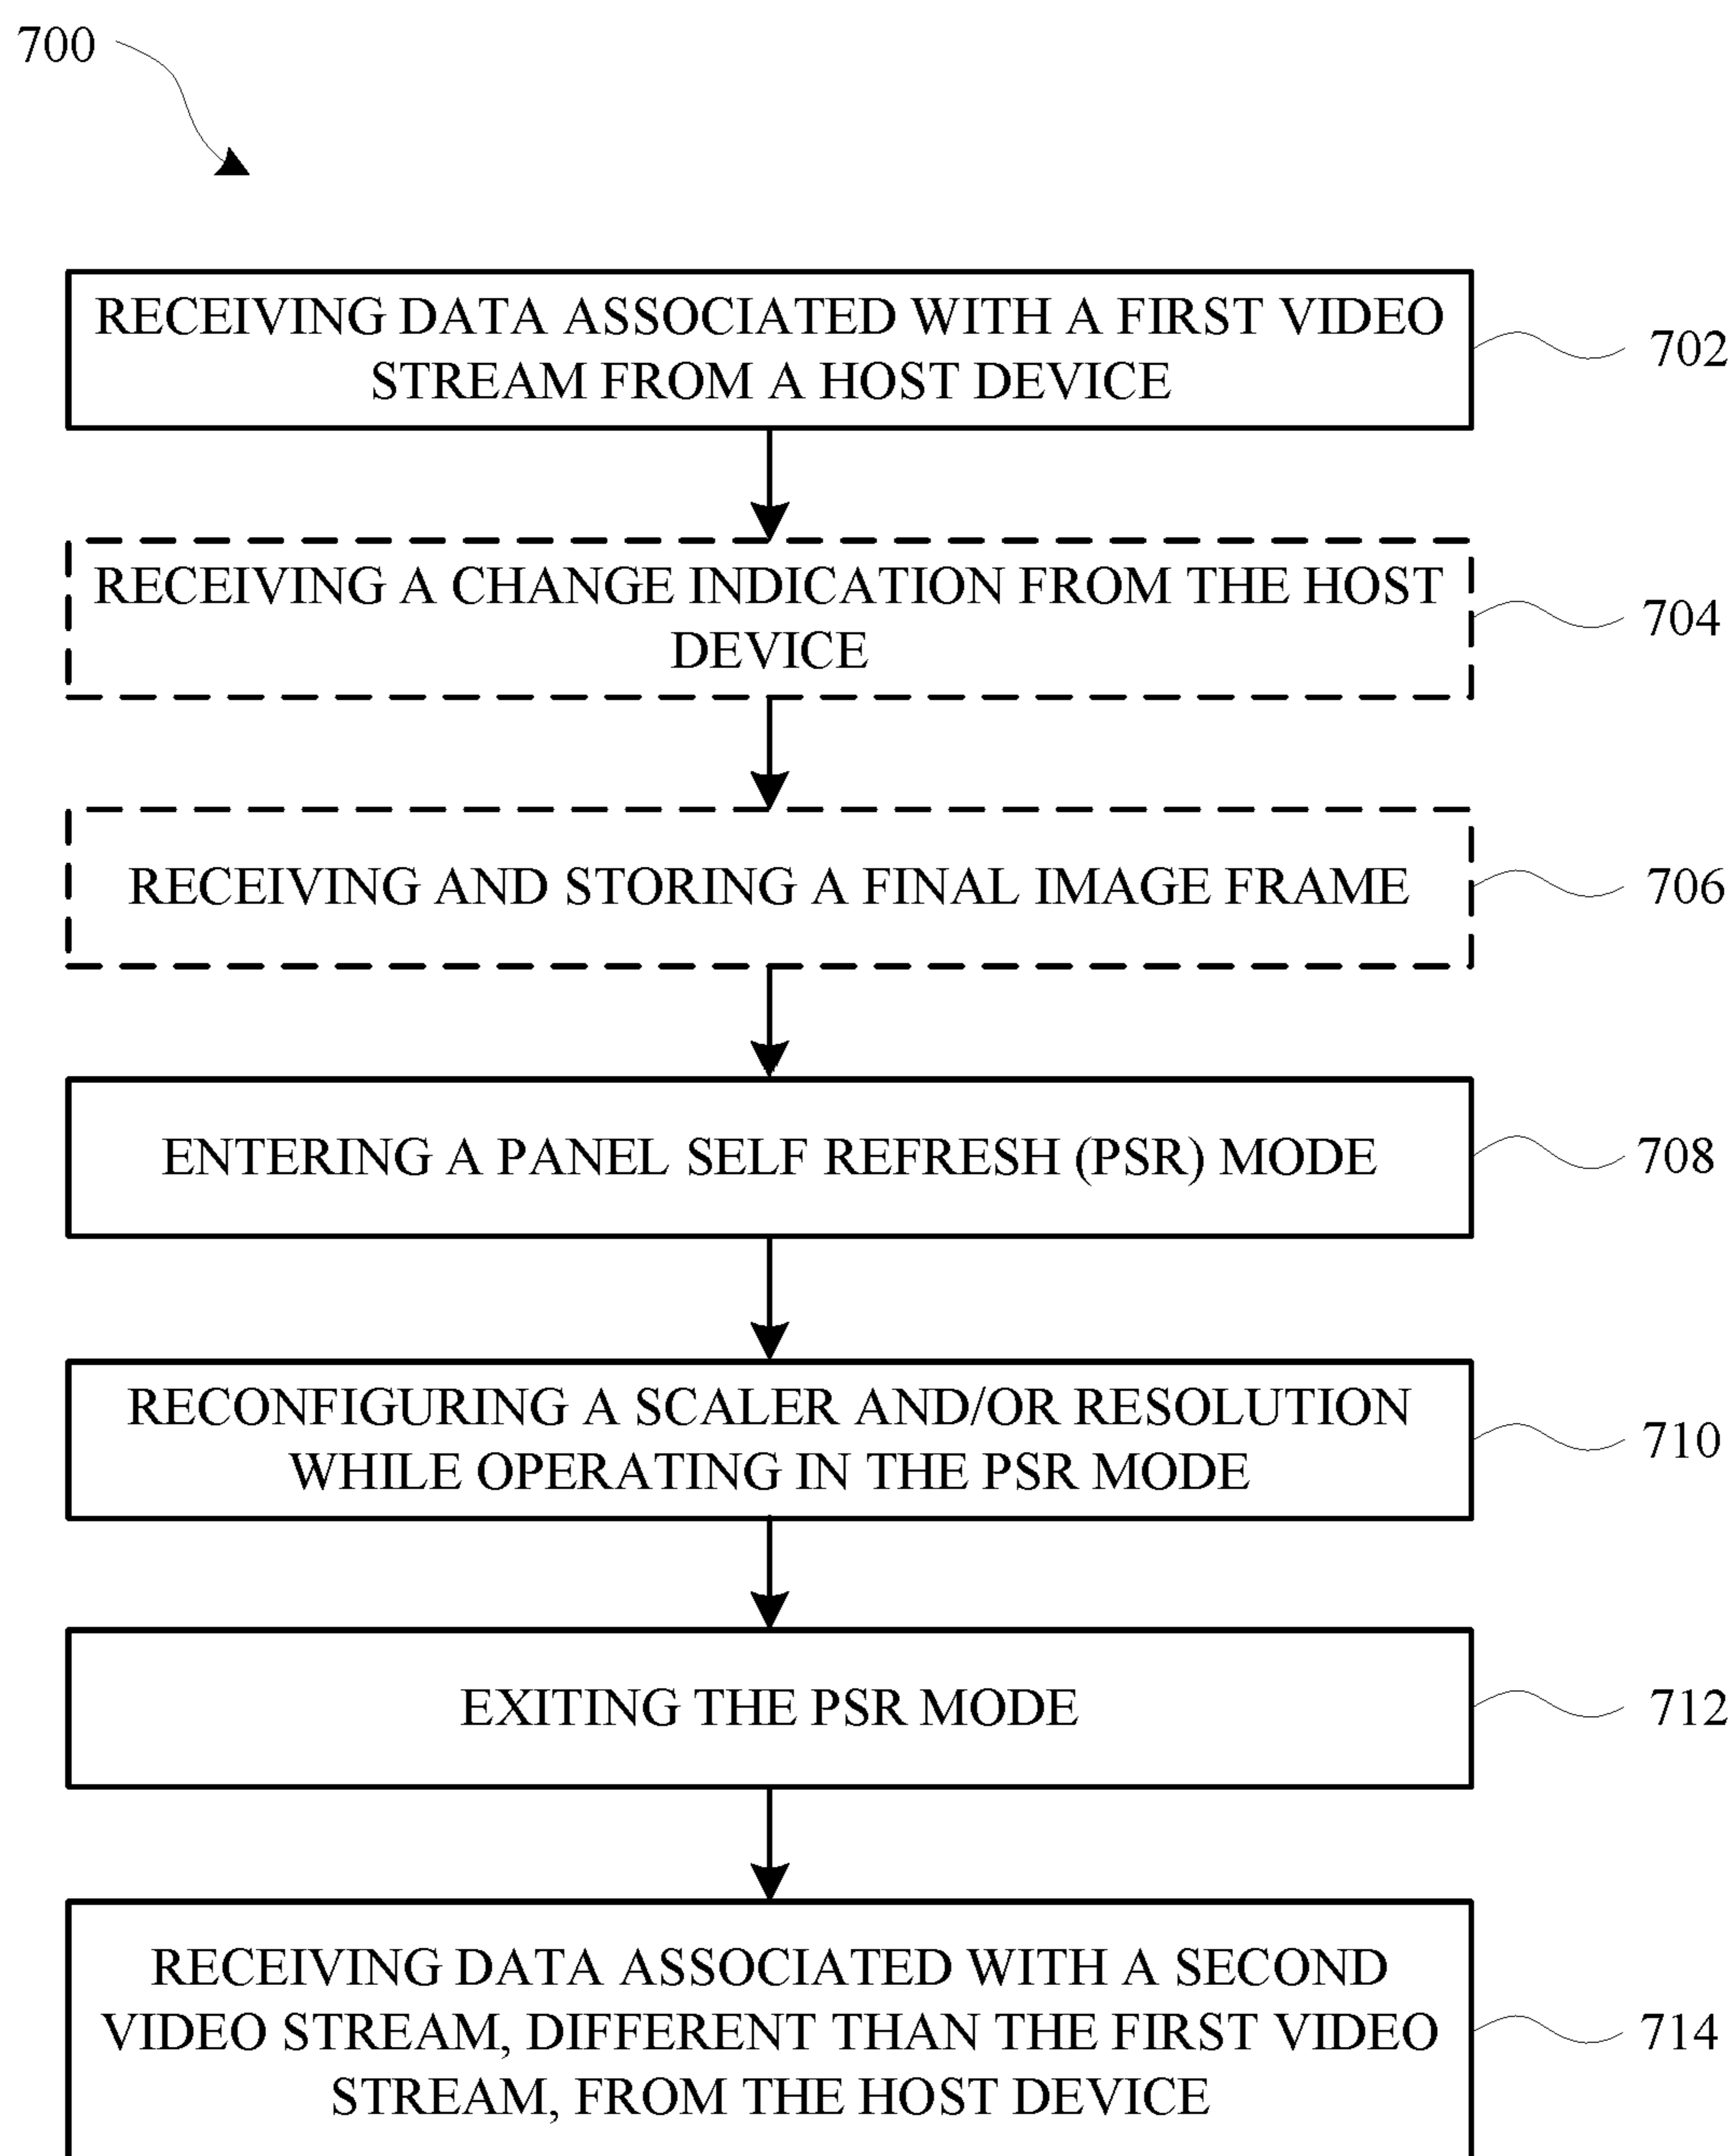 700
RECEIVING DATA ASSOCIATED WITH A FIRST VIDEO
STREAM FROM A HOST DEVICE
702
RECEIVING A CHANGE INDICATION FROM THE HOST
DEVICE
704
RECEIVING AND STORING A FINAL IMAGE FRAME
706
ENTERING A PANEL SELF REFRESH (PSR) MODE
708
RECONFIGURING A SCALER AND/OR RESOLUTION
WHILE OPERATING IN THE PSR MODE
710
EXITING THE PSR MODE
712
RECEIVING DATA ASSOCIATED WITH A SECOND
VIDEO STREAM, DIFFERENT THAN THE FIRST VIDEO
STREAM, FROM THE HOST DEVICE
714